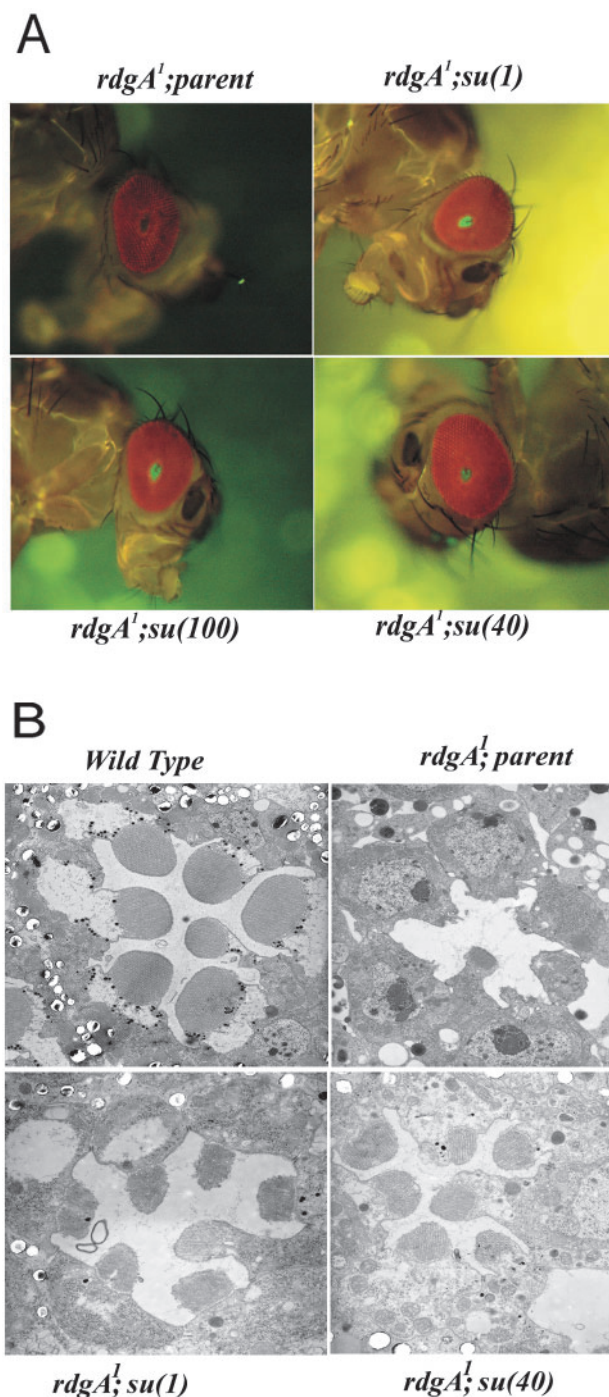 A
rdgA¹;parent rdgA¹;su(1)
rdgA¹;su(100) rdgA¹;su(40)
B
Wild Type rdgA¹; parent
rdgA¹; su(1) rdgA¹; su(40)